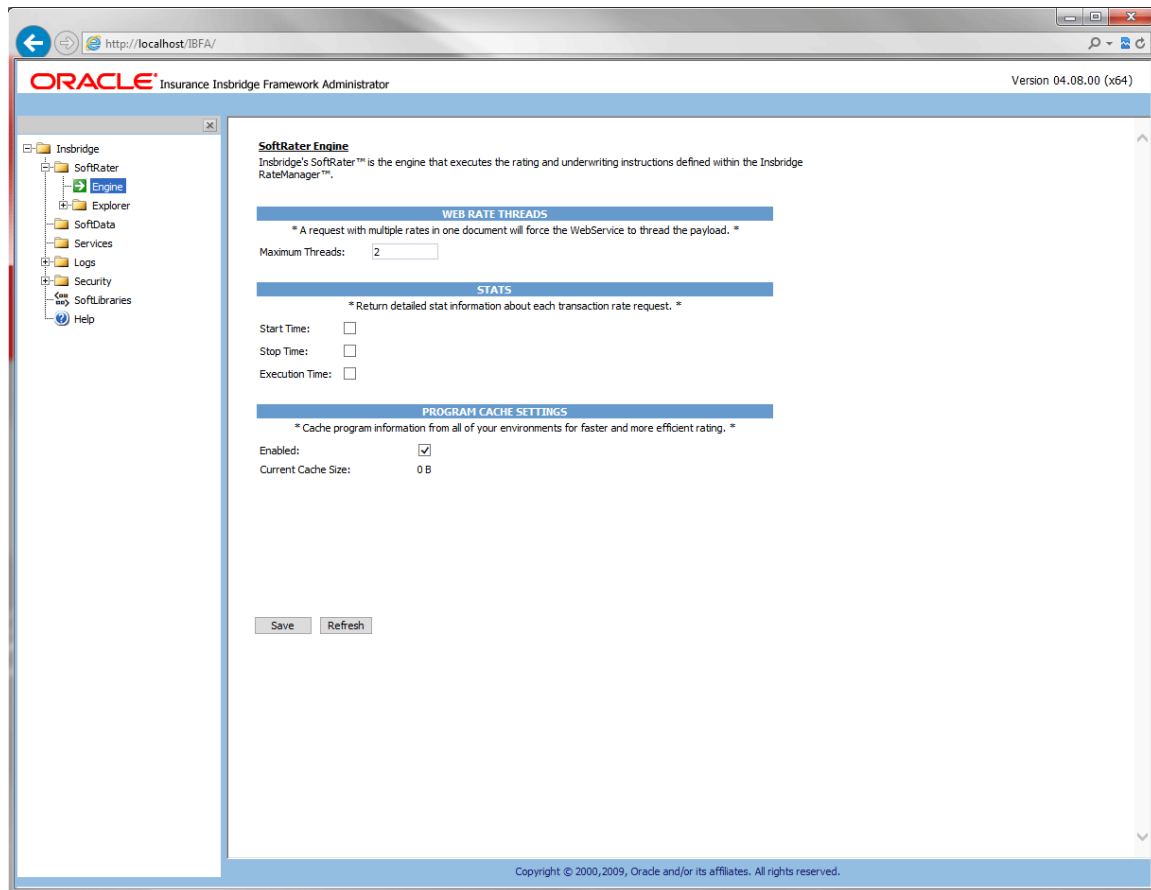 http://localhost/IBFA/
ORACLE® Insurance Insbridge Framework Administrator
Version 04.08.00 (x64)
Insbridge
SoftRater
Engine
Explorer
SoftData
Services
Logs
Security
SoftLibraries
Help
SoftRater Engine
Insbridge's SoftRater™ is the engine that executes the rating and underwriting instructions defined within the Insbridge
RateManager™.
WEB RATE THREADS
* A request with multiple rates in one document will force the WebService to thread the payload. *
Maximum Threads: 2
STATS
* Return detailed stat information about each transaction rate request. *
Start Time:
Stop Time:
Execution Time:
PROGRAM CACHE SETTINGS
* Cache program information from all of your environments for faster and more efficient rating. *
Enabled:
Current Cache Size: 0 B
Save Refresh
Copyright © 2000,2009, Oracle and/or its affiliates. All rights reserved.